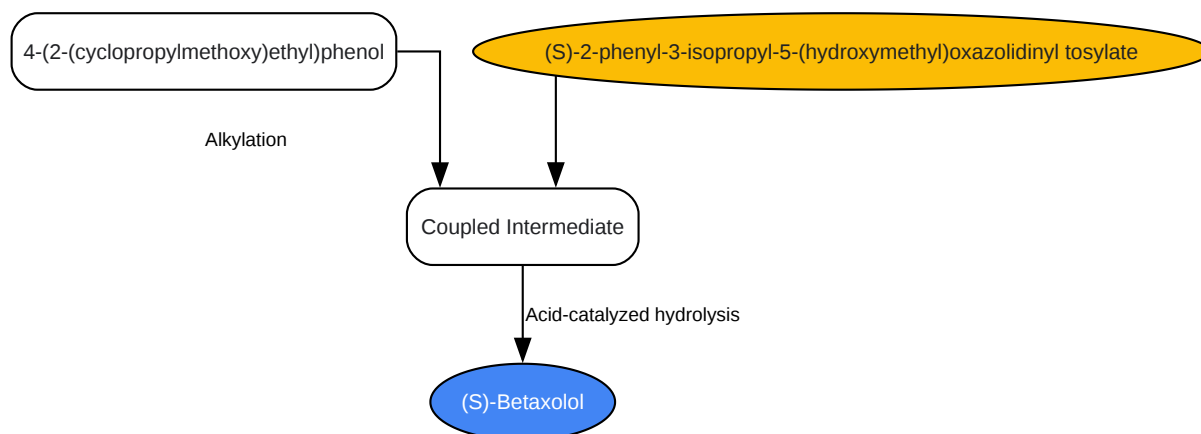 4-(2-(cyclopropylmethoxy)ethyl)phenol
(S)-2-phenyl-3-isopropyl-5-(hydroxymethyl)oxazolidinyl tosylate
Alkylation
Coupled Intermediate
Acid-catalyzed hydrolysis
(S)-Betaxolol